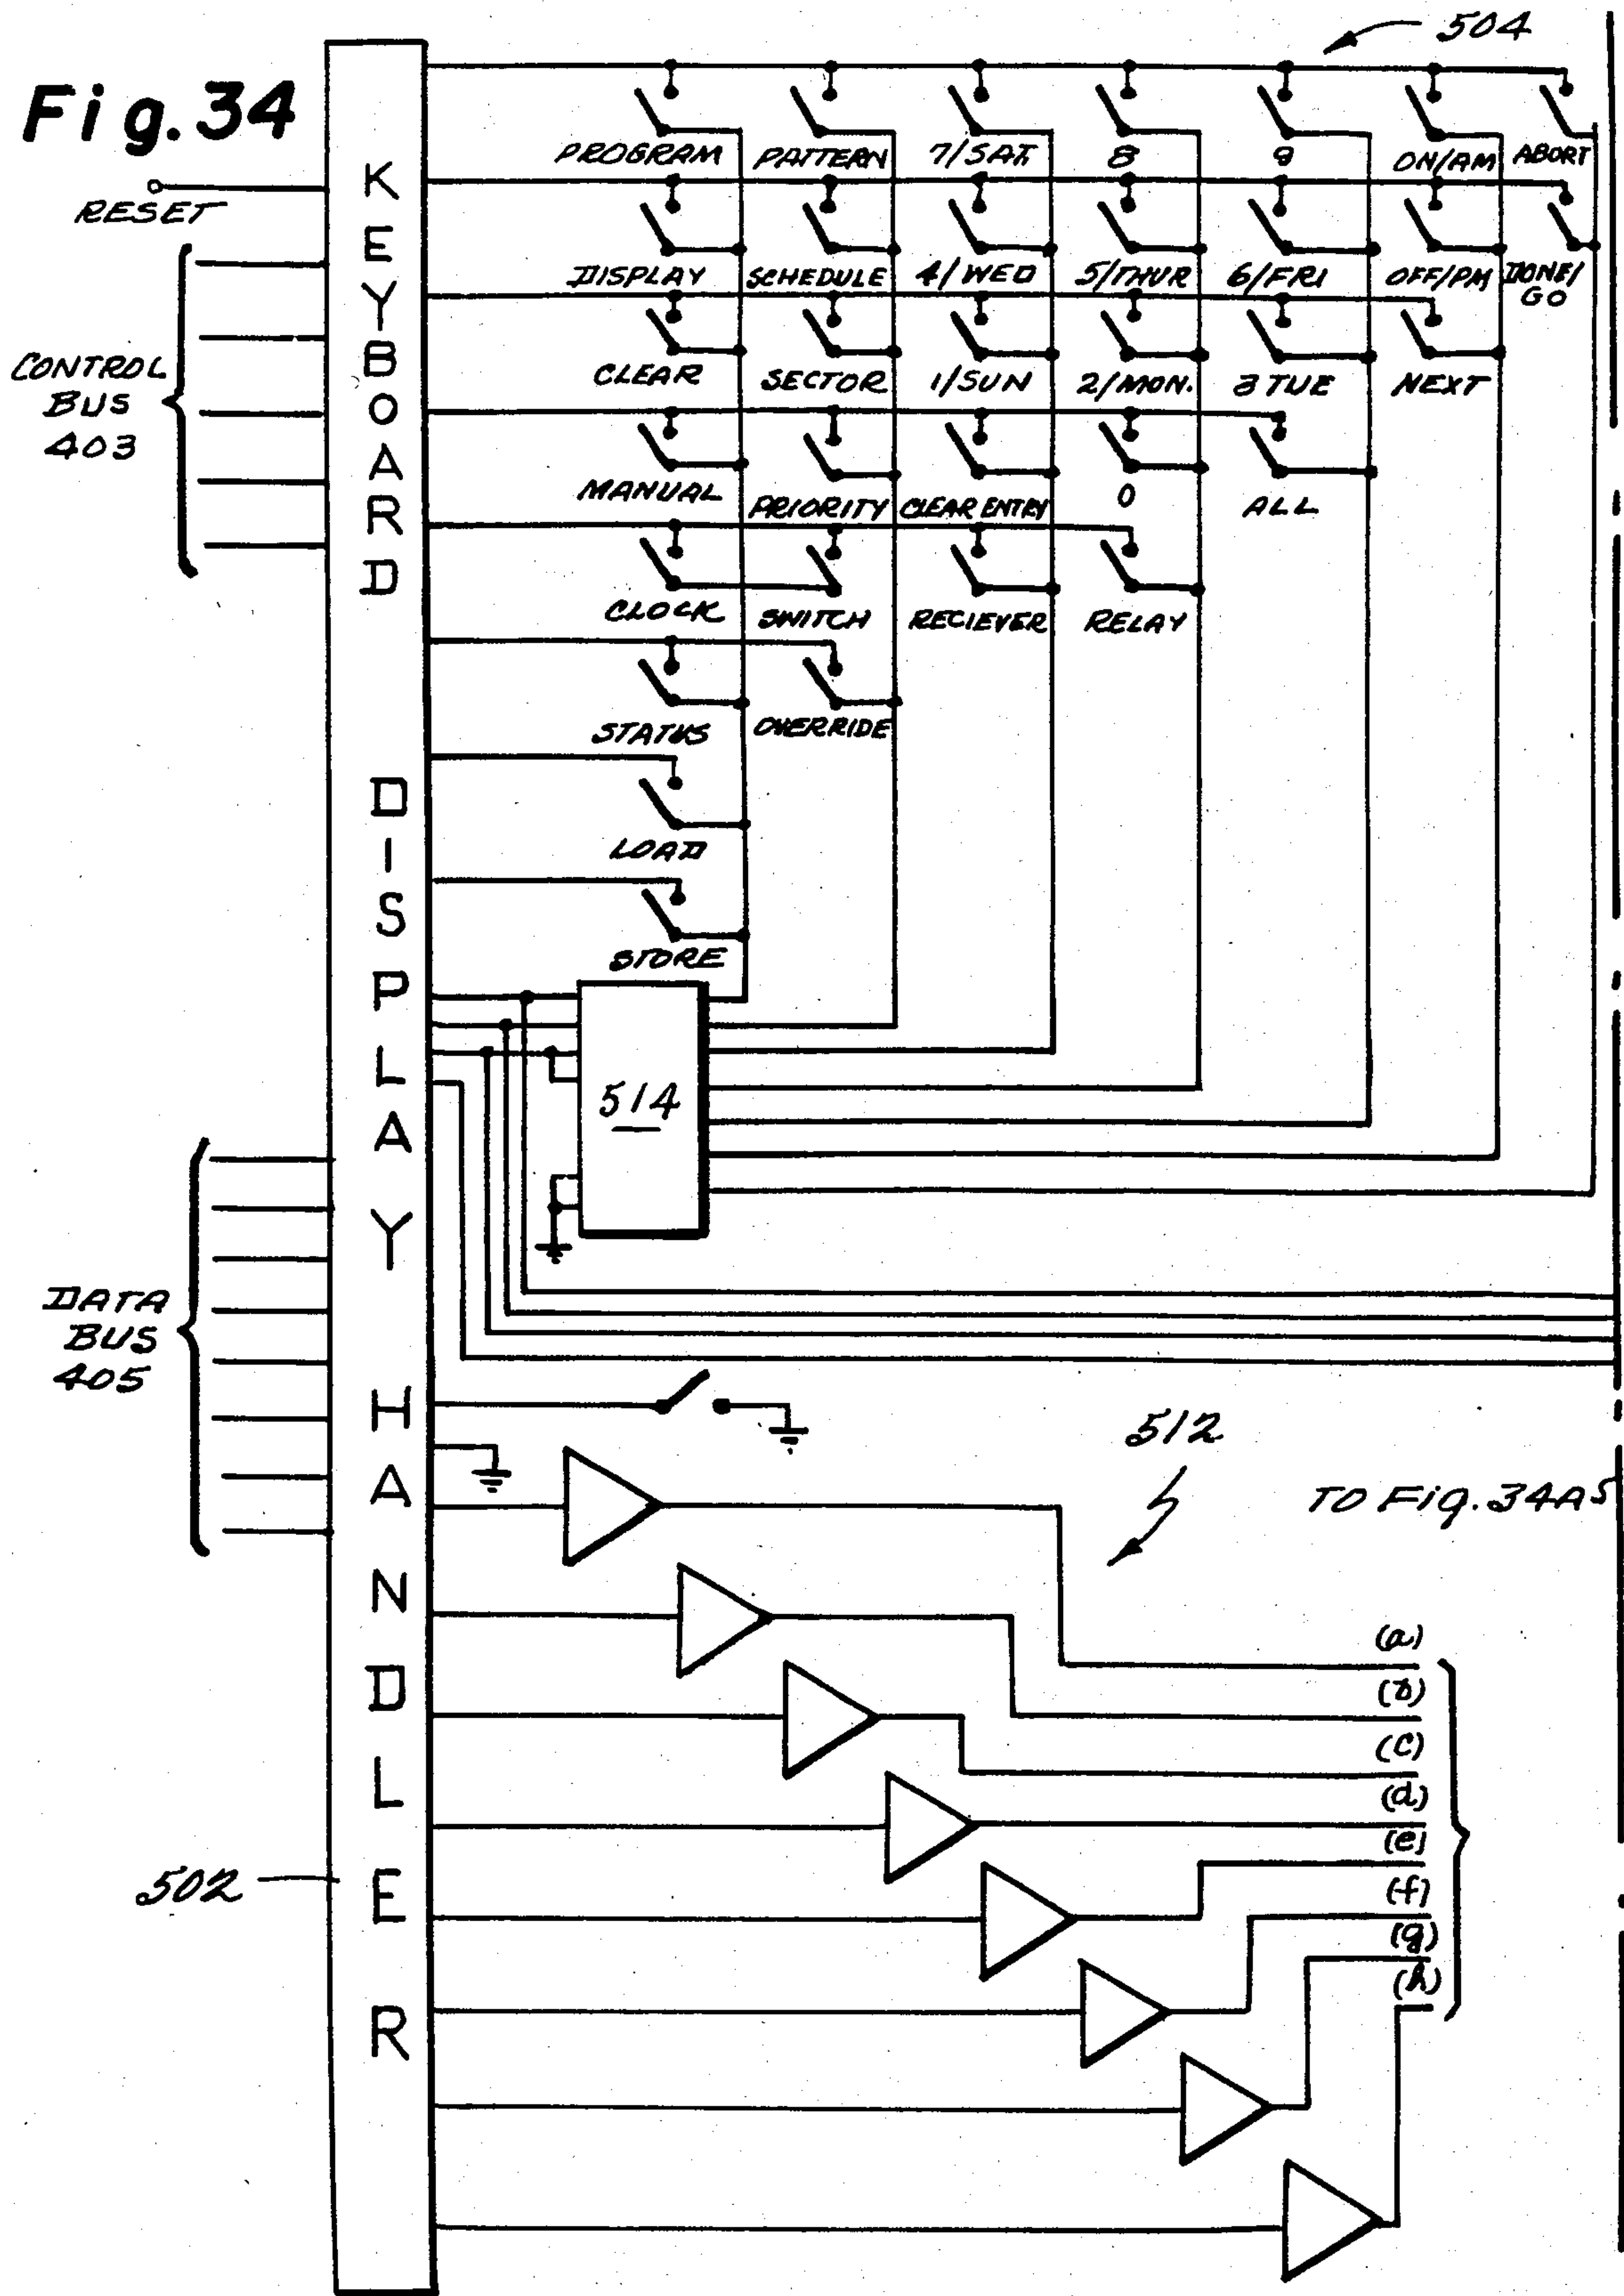 504
Fig. 34
PROGRAM PATTERN 7/SAT. 8 9 ON/AM ABORT
RESET
DISPLAY SCHEDULE 4/WED 5/THUR 6/FRI OFF/PM DONE/
GO
CONTROL
BUS
403
CLEAR SECTOR 1/SUN 2/MON. 3 TUE NEXT
MANUAL PRIORITY CLEAR ENTRY 0 ALL
CLOCK SWITCH RECIEVER RELAY
STATUS OVERRIDE
LOAD
STORE
514
DATA
BUS
405
KEYBOARD DISPLAY HANDLER
512
TO Fig. 34A
(a)
(b)
(c)
(d)
(e)
(f)
(g)
(h)
502